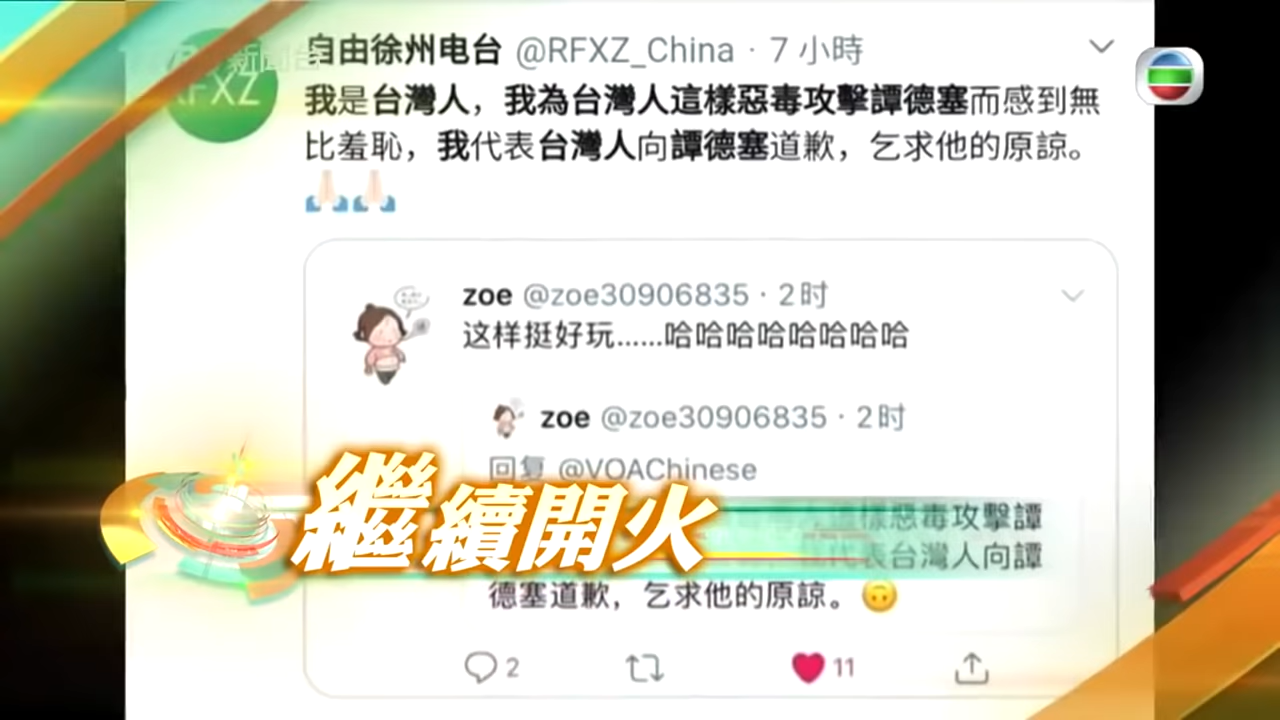 自由徐州电台 @RFXZ_China · 7 小時
新聞台
RFXZ
我是台灣人，我為台灣人這樣惡毒攻擊譚德塞而感到無
比羞恥，我代表台灣人向譚德塞道歉，乞求他的原諒。
zoe @zoe30906835 · 2时
这样挺好玩......哈哈哈哈哈哈哈哈
zoe @zoe30906835 · 2时
回复 @VOAChinese
這樣惡毒攻擊譚
代表台灣人向譚
德塞道歉，乞求他的原諒。
繼續開火
2
11